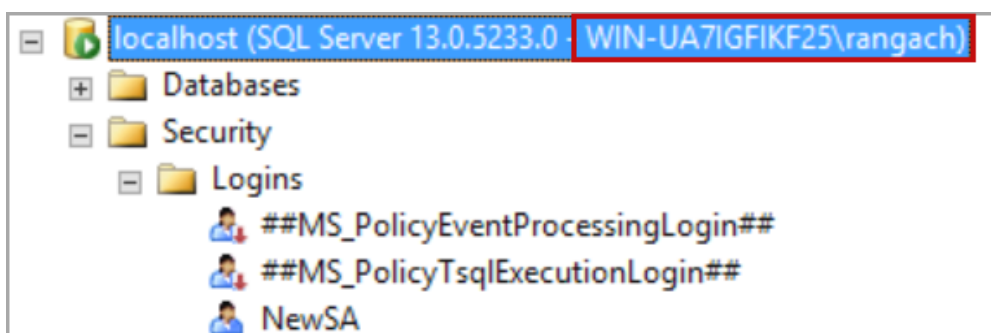 localhost (SQL Server 13.0.5233.0 - WIN-UA7IGFIKF25\rangach)
Databases
Security
Logins
##MS_PolicyEventProcessingLogin##
##MS_PolicyTsqlExecutionLogin##
NewSA